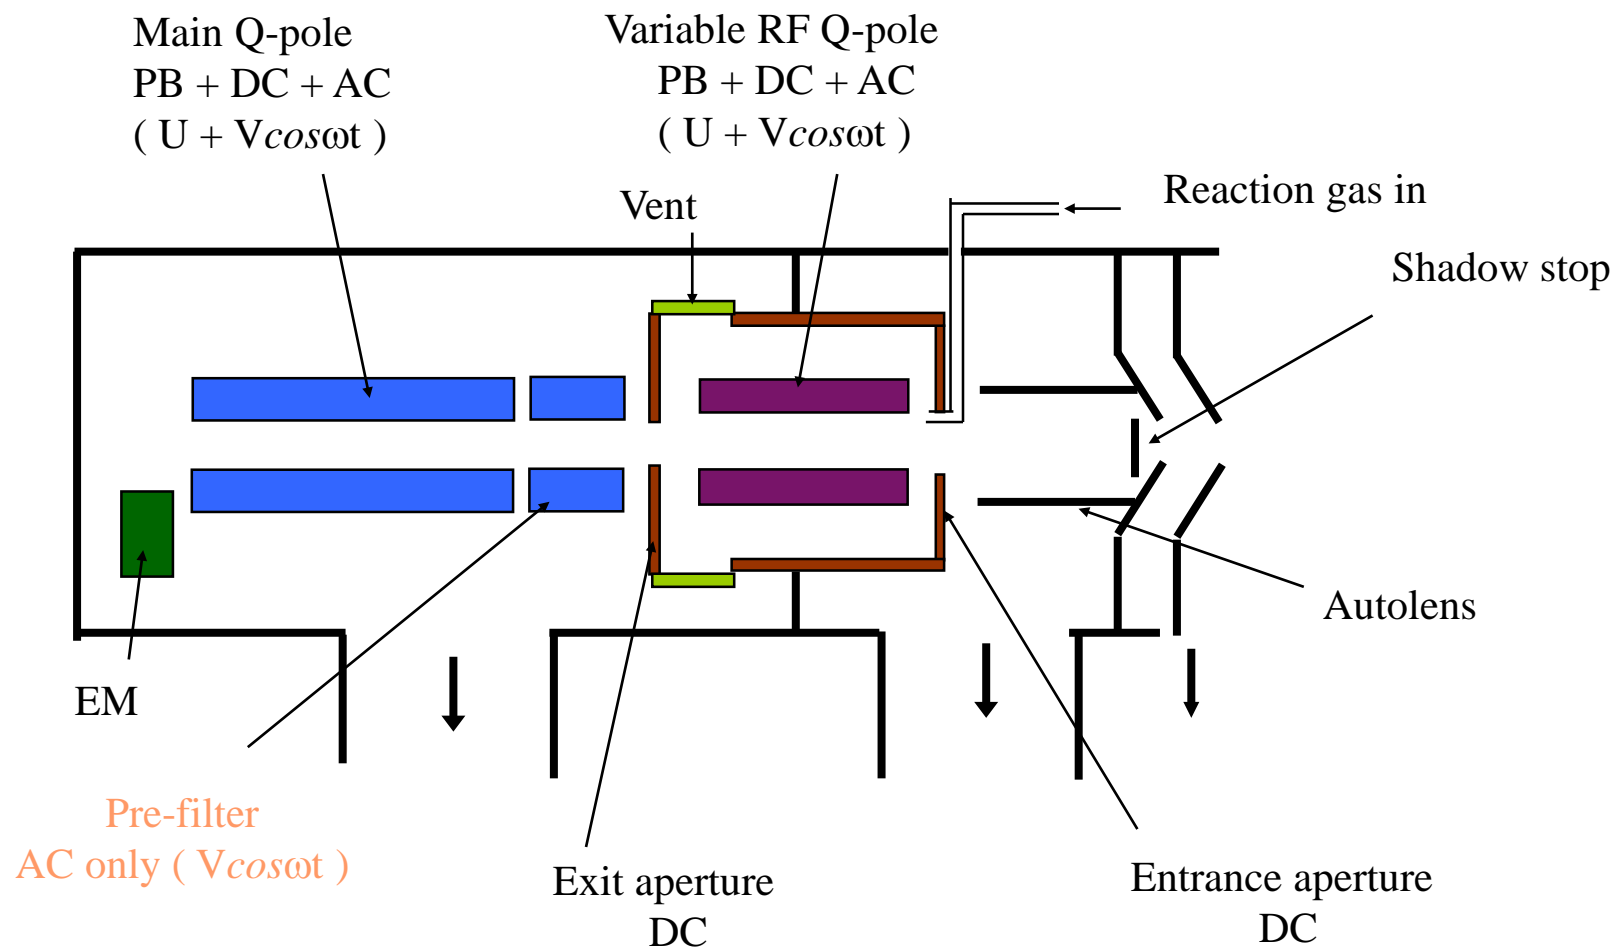 Main Q-pole
PB + DC + AC
( U + Vcosωt )
Variable RF Q-pole
PB + DC + AC
( U + Vcosωt )
Vent
Reaction gas in
Shadow stop
Autolens
EM
Pre-filter
AC only ( Vcosωt )
Exit aperture
DC
Entrance aperture
DC